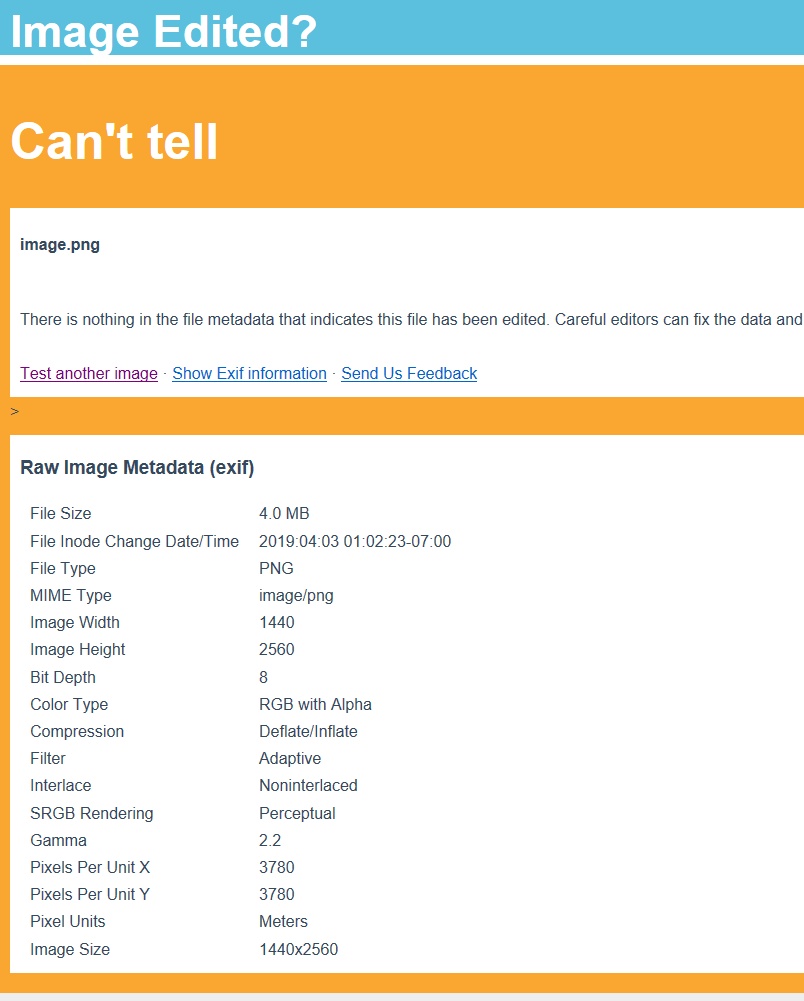 Image Edited?
Can't tell
image.png
There is nothing in the file metadata that indicates this file has been edited. Careful editors can fix the data and
Test another image · Show Exif information · Send Us Feedback
>
Raw Image Metadata (exif)
File Size 4.0 MB
File Inode Change Date/Time 2019:04:03 01:02:23-07:00
File Type PNG
MIME Type image/png
Image Width 1440
Image Height 2560
Bit Depth 8
Color Type RGB with Alpha
Compression Deflate/Inflate
Filter Adaptive
Interlace Noninterlaced
SRGB Rendering Perceptual
Gamma 2.2
Pixels Per Unit X 3780
Pixels Per Unit Y 3780
Pixel Units Meters
Image Size 1440x2560